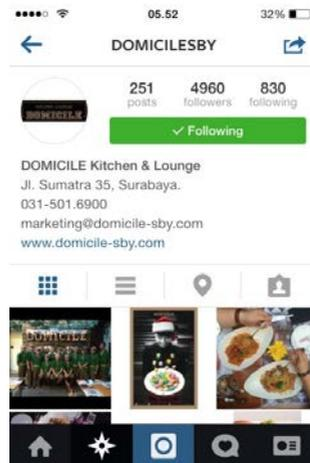 05.52 32%
DOMICILESBY
DOMICILE
251 4960 830
posts followers following
✓ Following
DOMICILE Kitchen & Lounge
Jl. Sumatra 35, Surabaya.
031-501.6900
marketing@domicile-sby.com
www.domicile-sby.com
DOMICILE